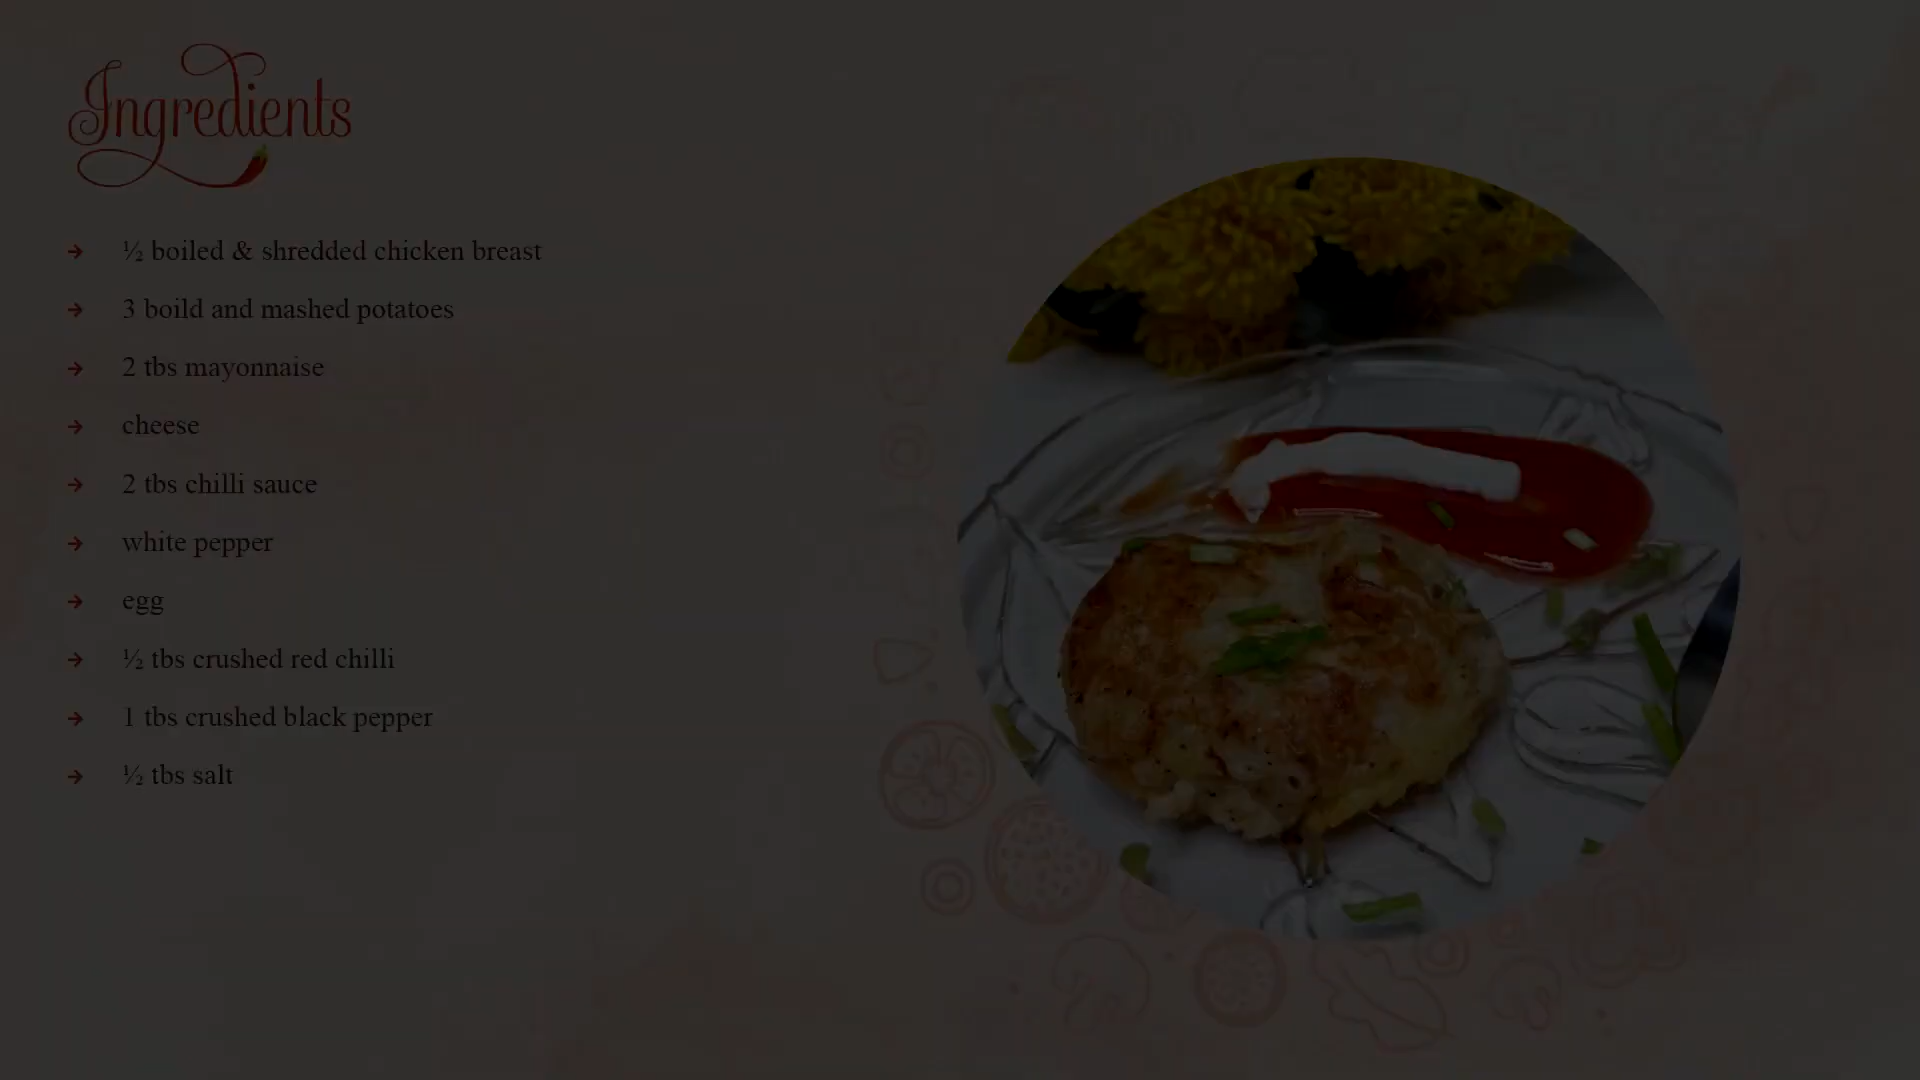 Ingredients
→ ½ boiled & shredded chicken breast
→ 3 boild and mashed potatoes
→ 2 tbs mayonnaise
→ cheese
→ 2 tbs chilli sauce
→ white pepper
→ egg
→ ½ tbs crushed red chilli
→ 1 tbs crushed black pepper
→ ½ tbs salt